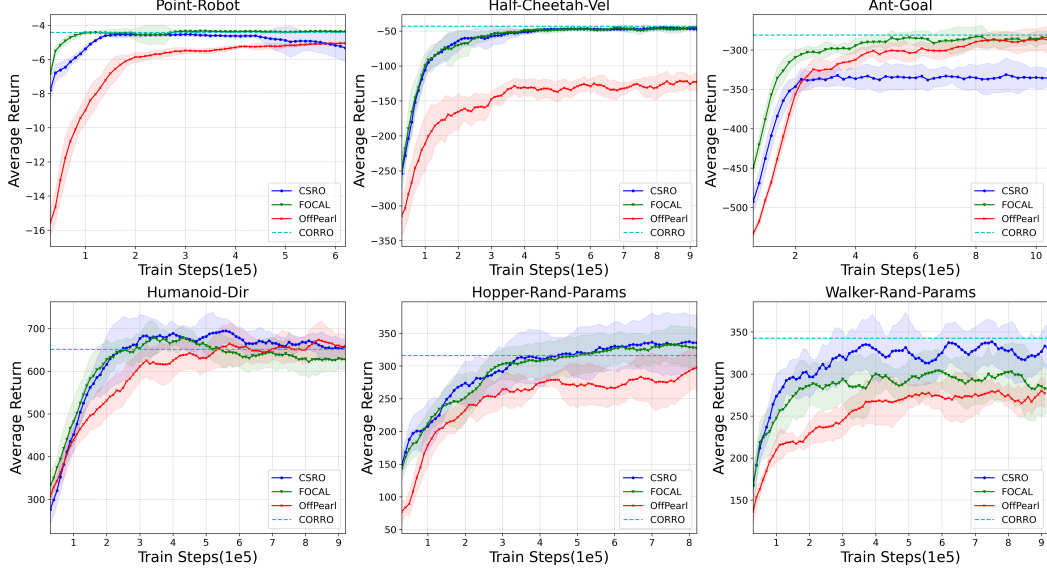 Point-Robot
Average Return
−4
−6
−8
−10
−12
−14
−16
1 2 3 4 5 6
Train Steps(1e5)
CSRO
FOCAL
OffPearl
CORRO
Half-Cheetah-Vel
Average Return
−50
−100
−150
−200
−250
−300
−350
1 2 3 4 5 6 7 8 9
Train Steps(1e5)
CSRO
FOCAL
OffPearl
CORRO
Ant-Goal
Average Return
−300
−350
−400
−450
−500
2 4 6 8 10
Train Steps(1e5)
CSRO
FOCAL
OffPearl
CORRO
Humanoid-Dir
Average Return
700
600
500
400
300
1 2 3 4 5 6 7 8 9
Train Steps(1e5)
CSRO
FOCAL
OffPearl
CORRO
Hopper-Rand-Params
Average Return
350
300
250
200
150
100
50
1 2 3 4 5 6 7 8
Train Steps(1e5)
CSRO
FOCAL
OffPearl
CORRO
Walker-Rand-Params
Average Return
350
300
250
200
150
1 2 3 4 5 6 7 8 9
Train Steps(1e5)
CSRO
FOCAL
OffPearl
CORRO